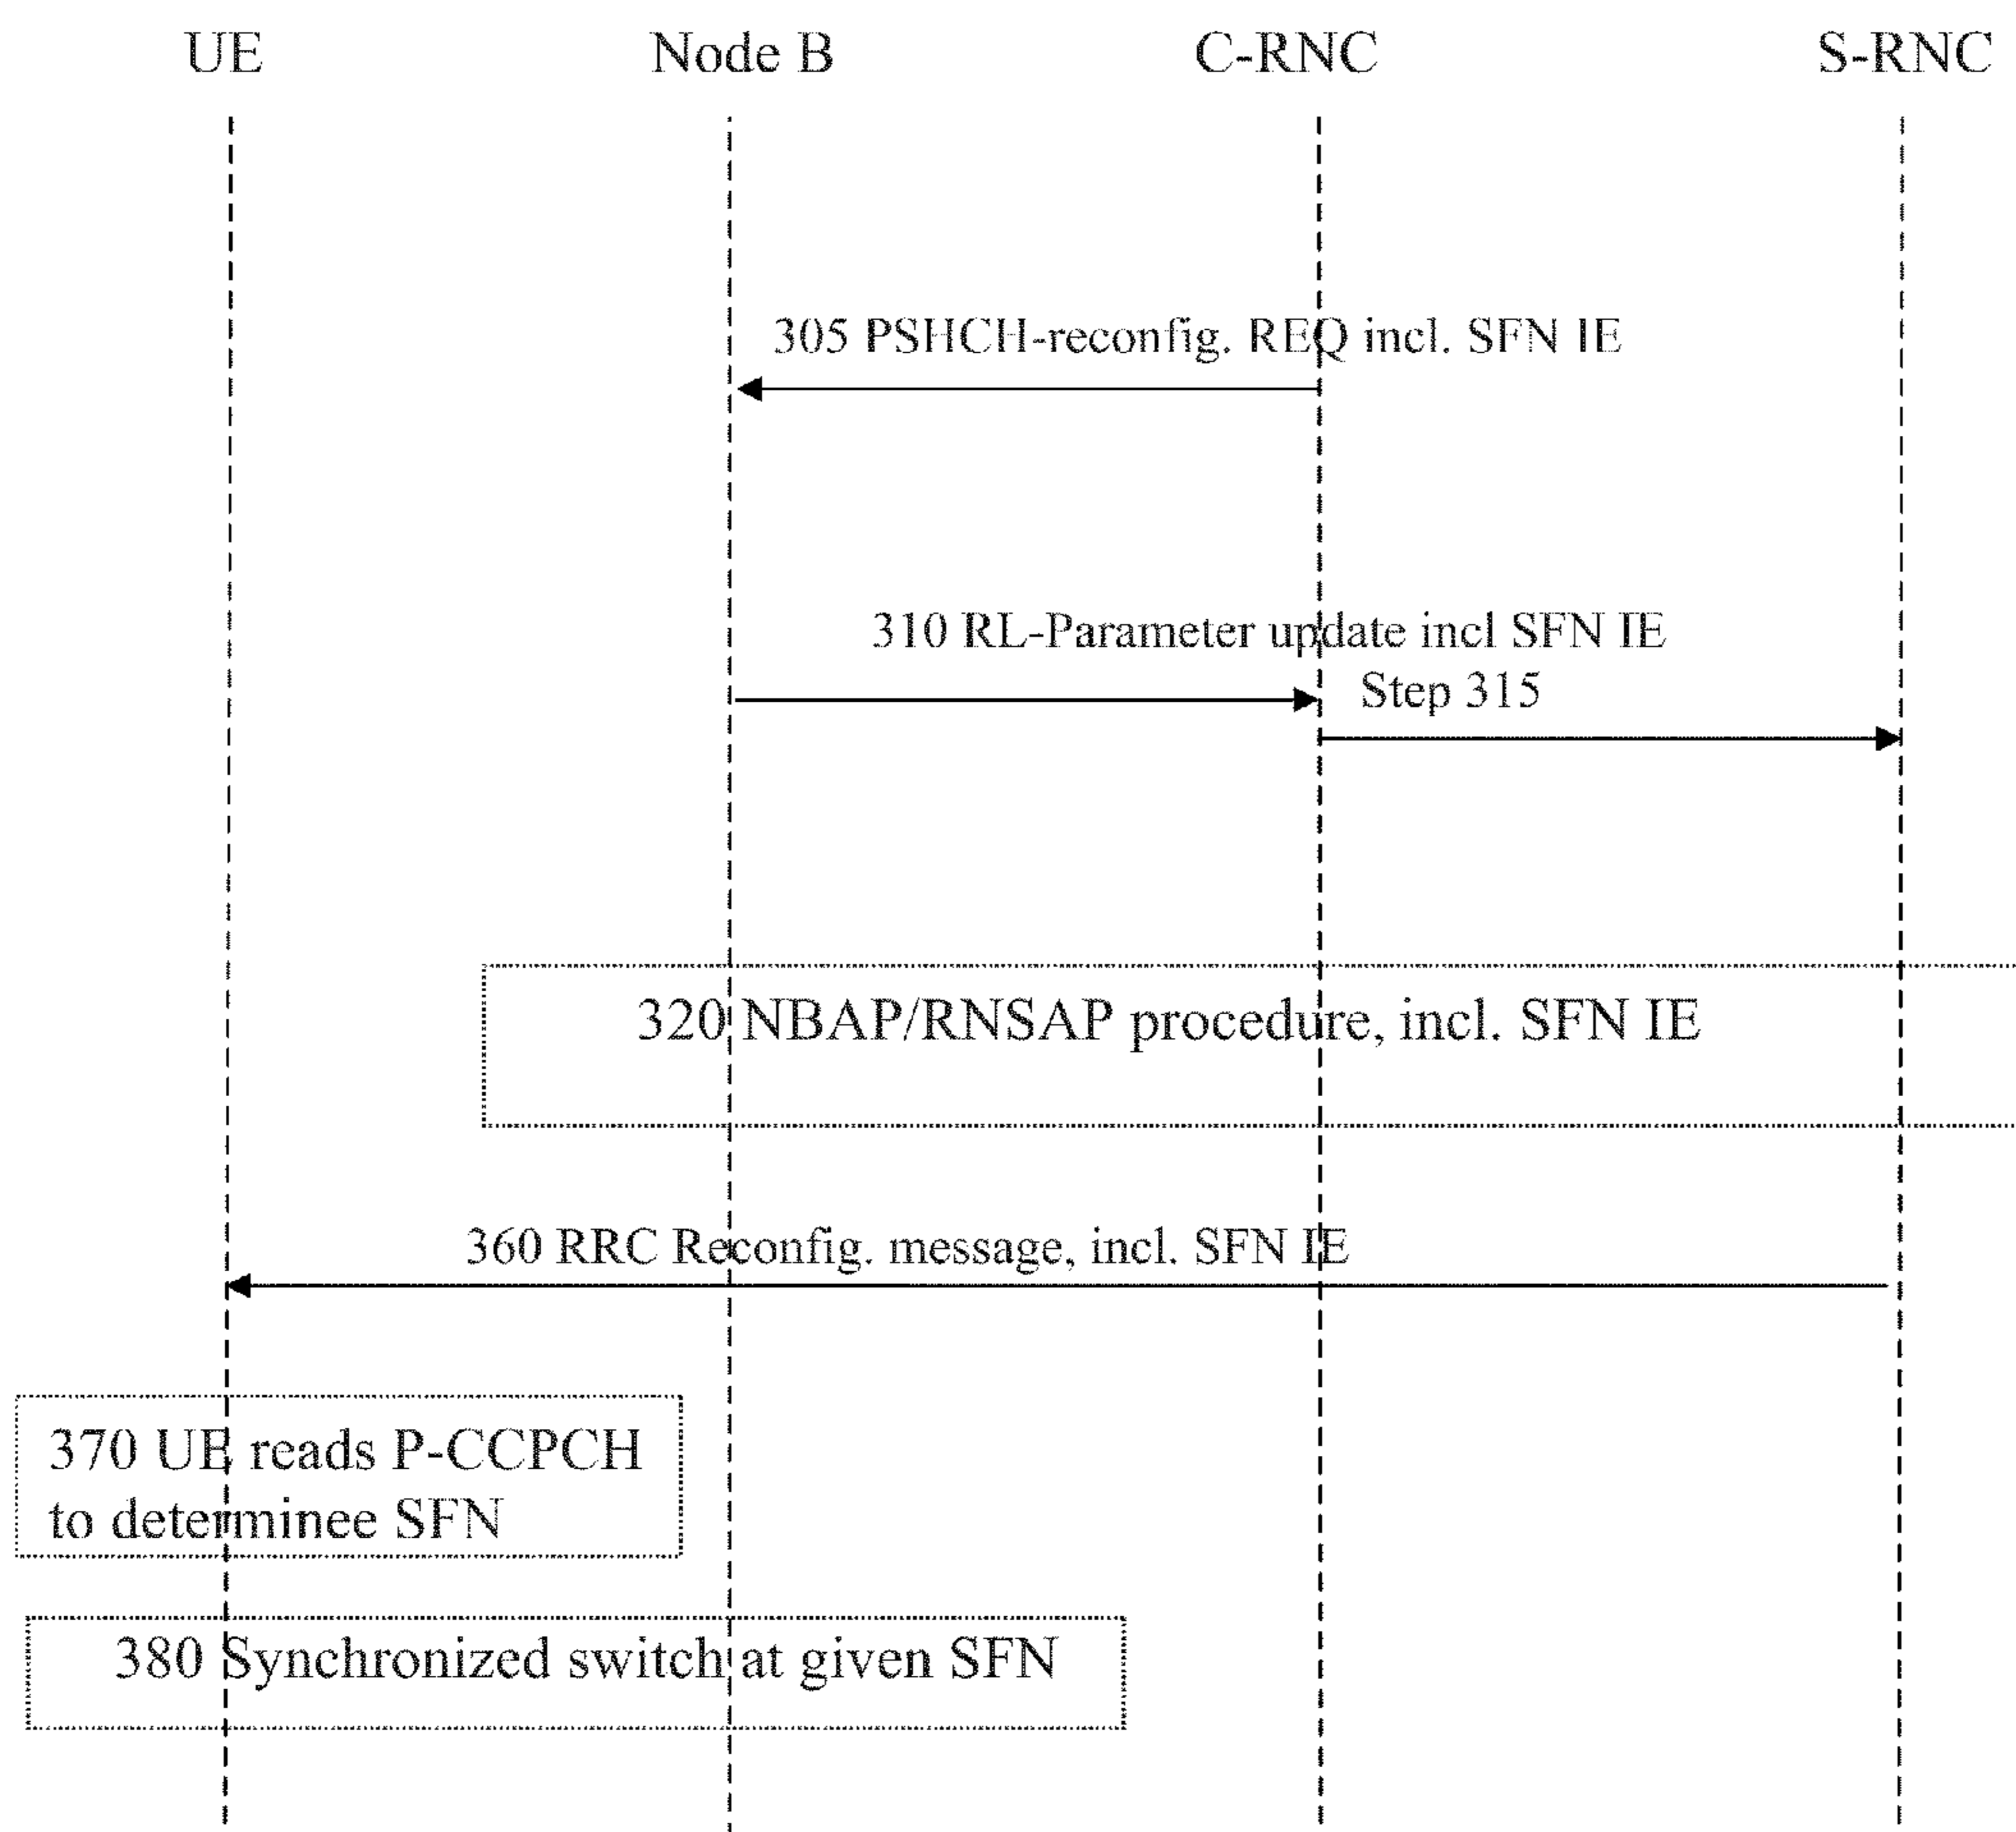 UE Node B C-RNC S-RNC
305 PSHCH-reconfig. REQ incl. SFN IE
310 RL-Parameter update incl SFN IE
Step 315
320 NBAP/RNSAP procedure, incl. SFN IE
360 RRC Reconfig. message, incl. SFN IE
370 UE reads P-CCPCH
to determinee SFN
380 Synchronized switch at given SFN